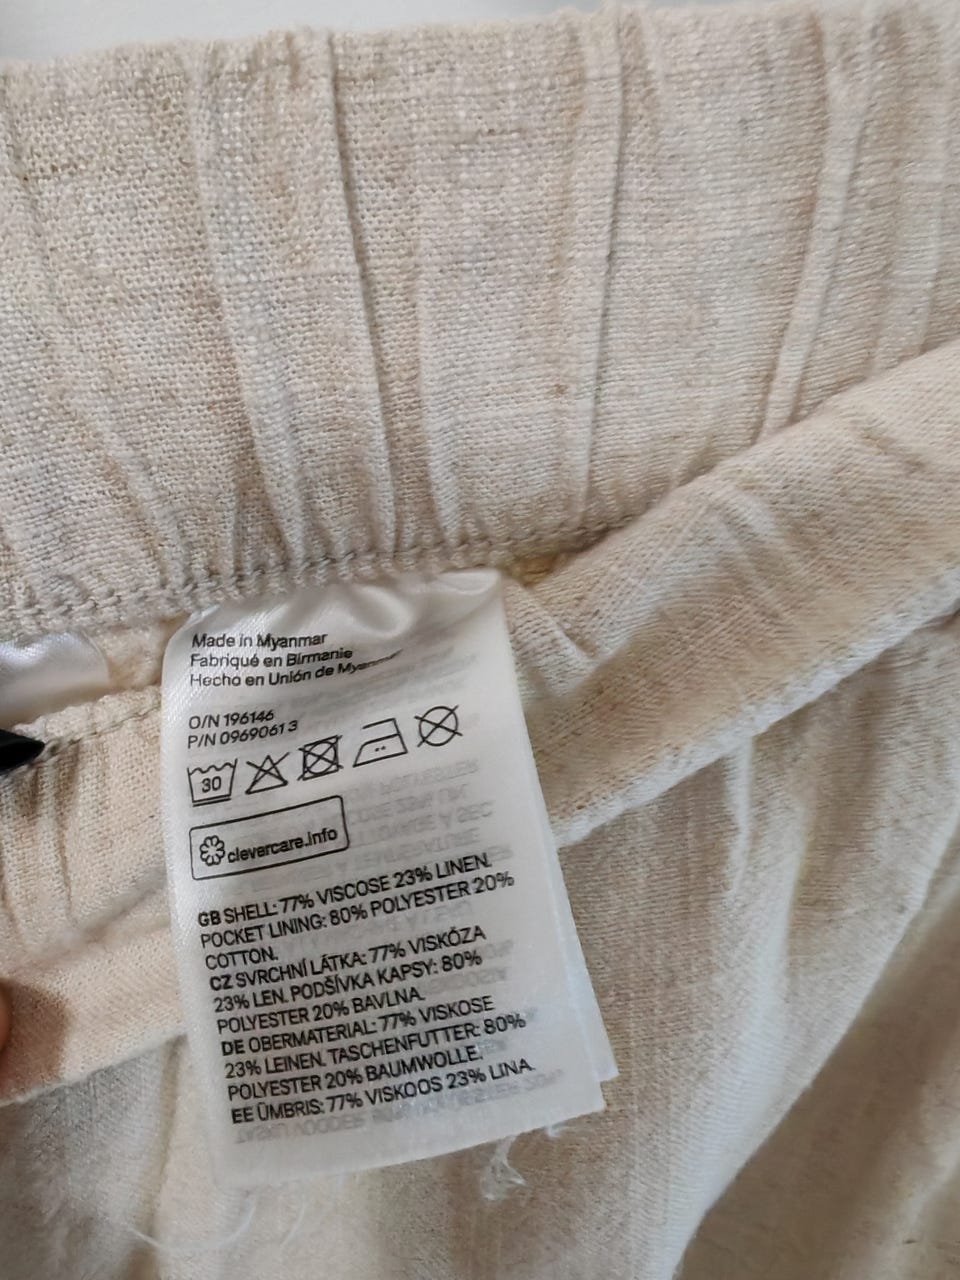 Made in Myanmar
Fabriqué en Birmanie
Hecho en Unión de
O/N 196146
P/N 0969061 3
30
clevercare.info
GB SHELL: 77% VISCOSE 23% LINEN.
POCKET LINING: 80% POLYESTER 20%
COTTON.
CZ SVRCHNÍ LÁTKA: 77% VISKÓZA
23% LEN. PODŠÍVKA KAPSY: 80%
POLYESTER 20% BAVLNA.
DE OBERMATERIAL: 77% VISKOSE
23% LEINEN. TASCHENFUTTER: 80%
POLYESTER 20% BAUMWOLLE.
EE ÜMBRIS: 77% VISKOOS 23% LINA.